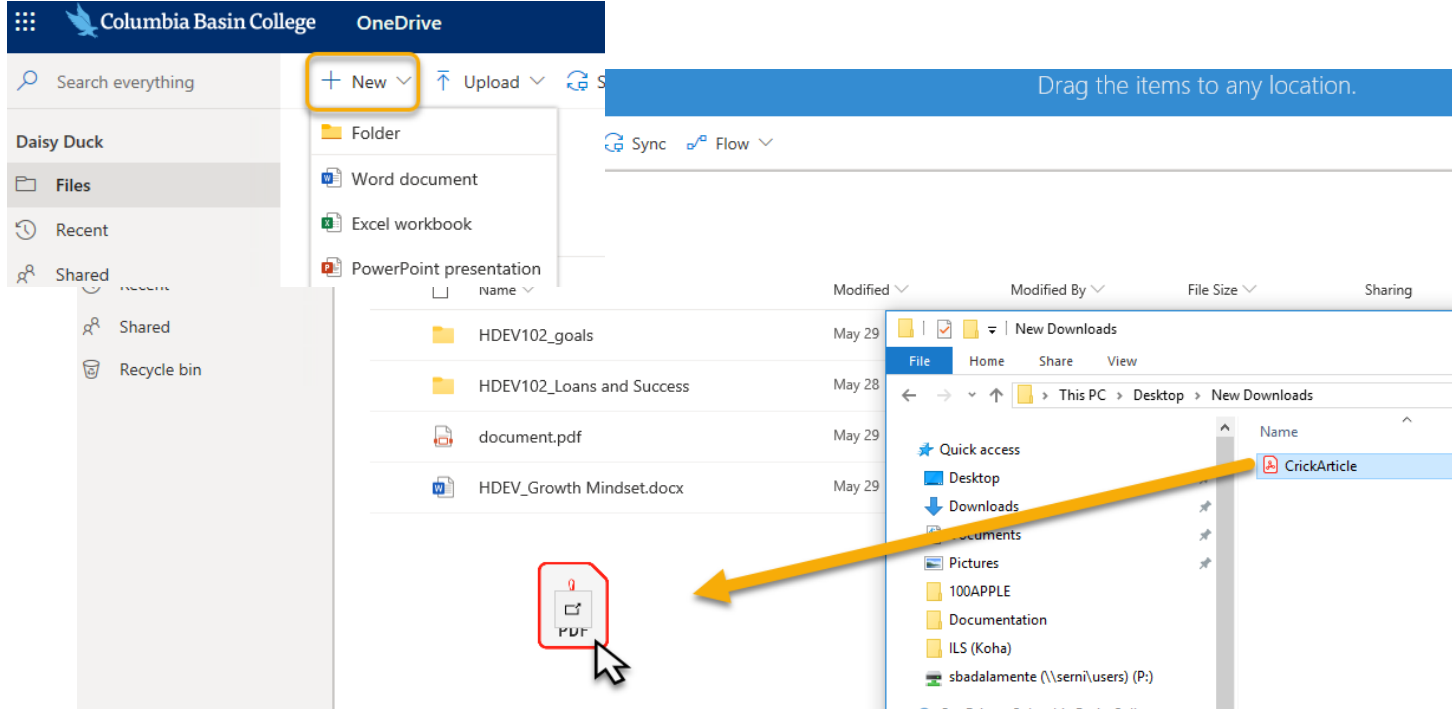 Columbia Basin College OneDrive
Search everything
New
Upload
Drag the items to any location.
Daisy Duck
Files
Recent
Shared
Folder
Word document
Excel workbook
PowerPoint presentation
Sync Flow
Recent
Shared
Recycle bin
Name Modified Modified By File Size Sharing
HDEV102_goals May 29
HDEV102_Loans and Success May 28
document.pdf May 29
HDEV_Growth Mindset.docx May 29
PDF
New Downloads
File Home Share View
This PC > Desktop > New Downloads
Quick access
Desktop
Downloads
Documents
Pictures
100APPLE
Documentation
ILS (Koha)
sbadalamente (\\serni\users) (P:)
Name
CrickArticle